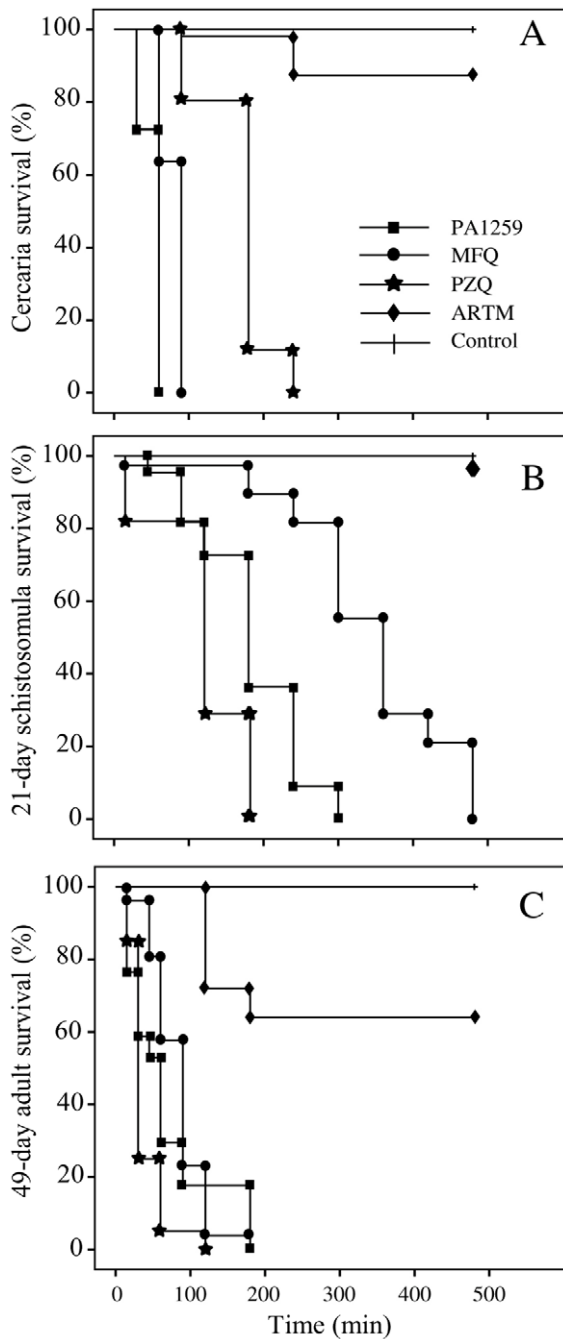 A
Cercaria survival (%)
100
80
60
40
20
0
PA1259
MFQ
PZQ
ARTM
Control
B
21-day schistosomula survival (%)
100
80
60
40
20
0
C
49-day adult survival (%)
100
80
60
40
20
0
0 100 200 300 400 500
Time (min)